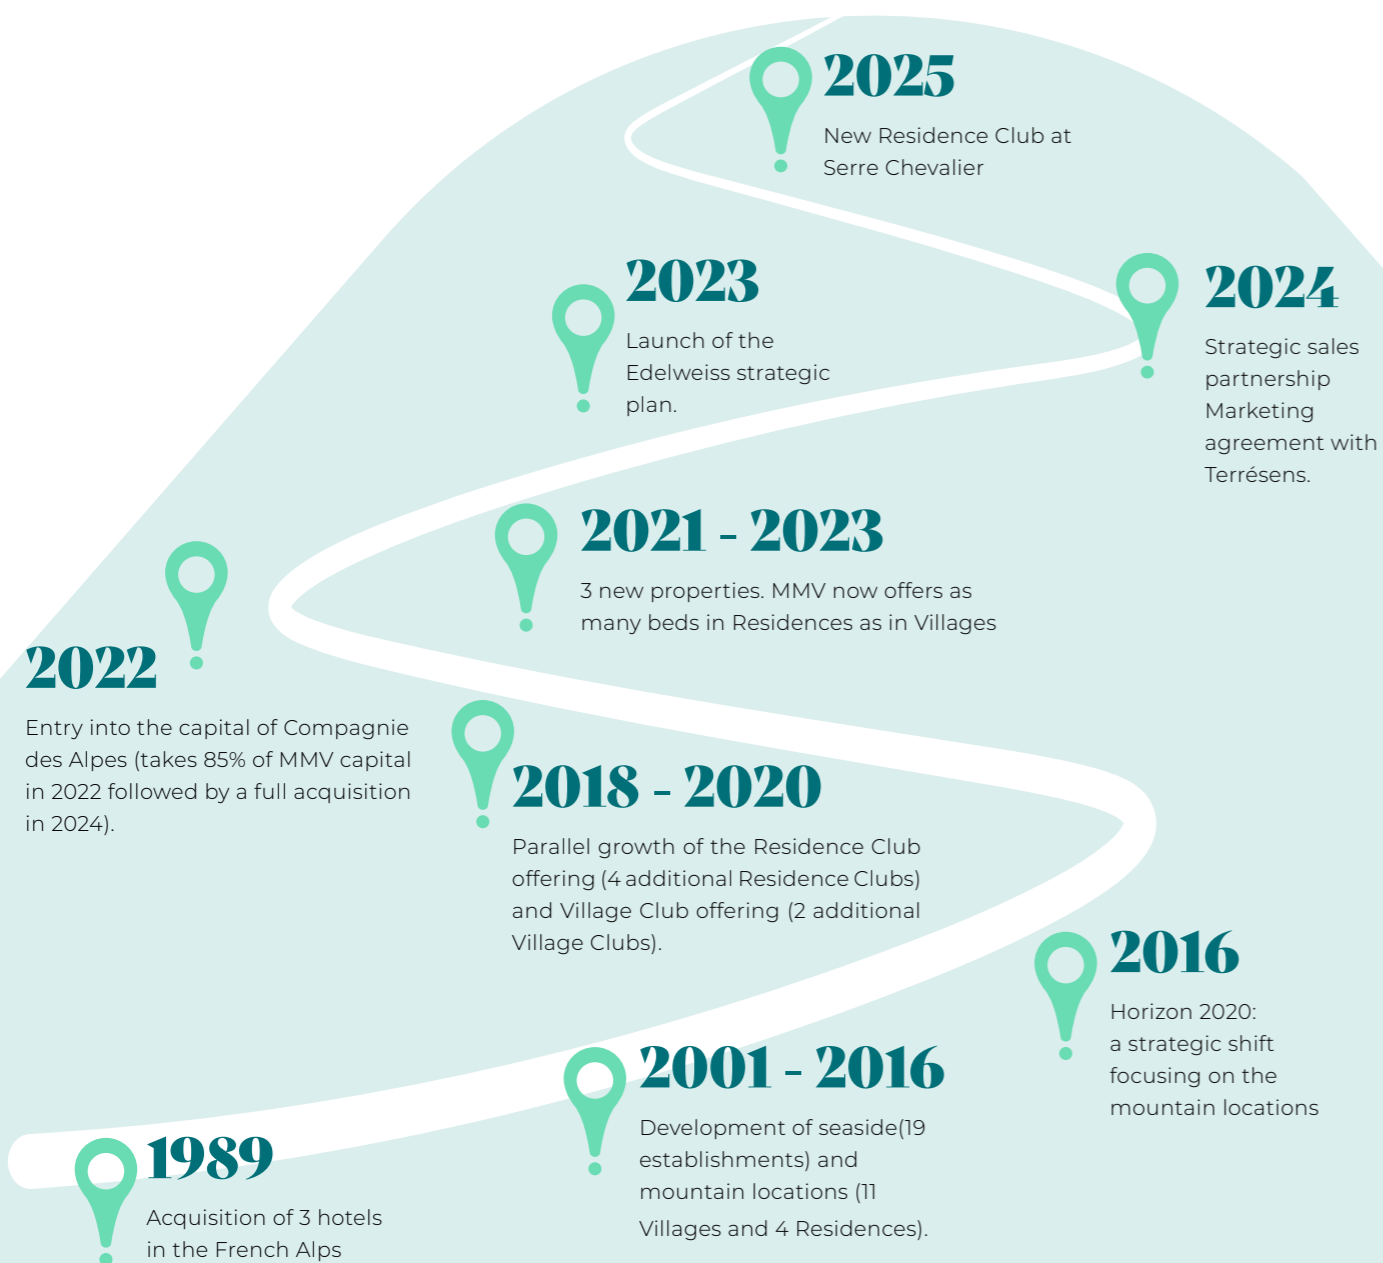 2025
New Residence Club at
Serre Chevalier
2023
Launch of the
Edelweiss strategic
plan.
2024
Strategic sales
partnership
Marketing
agreement with
Terrésens.
2021 - 2023
3 new properties. MMV now offers as
many beds in Residences as in Villages
2022
Entry into the capital of Compagnie
des Alpes (takes 85% of MMV capital
in 2022 followed by a full acquisition
in 2024).
2018 - 2020
Parallel growth of the Residence Club
offering (4 additional Residence Clubs)
and Village Club offering (2 additional
Village Clubs).
2016
Horizon 2020:
a strategic shift
focusing on the
mountain locations
2001 - 2016
Development of seaside(19
establishments) and
mountain locations (11
Villages and 4 Residences).
1989
Acquisition of 3 hotels
in the French Alps